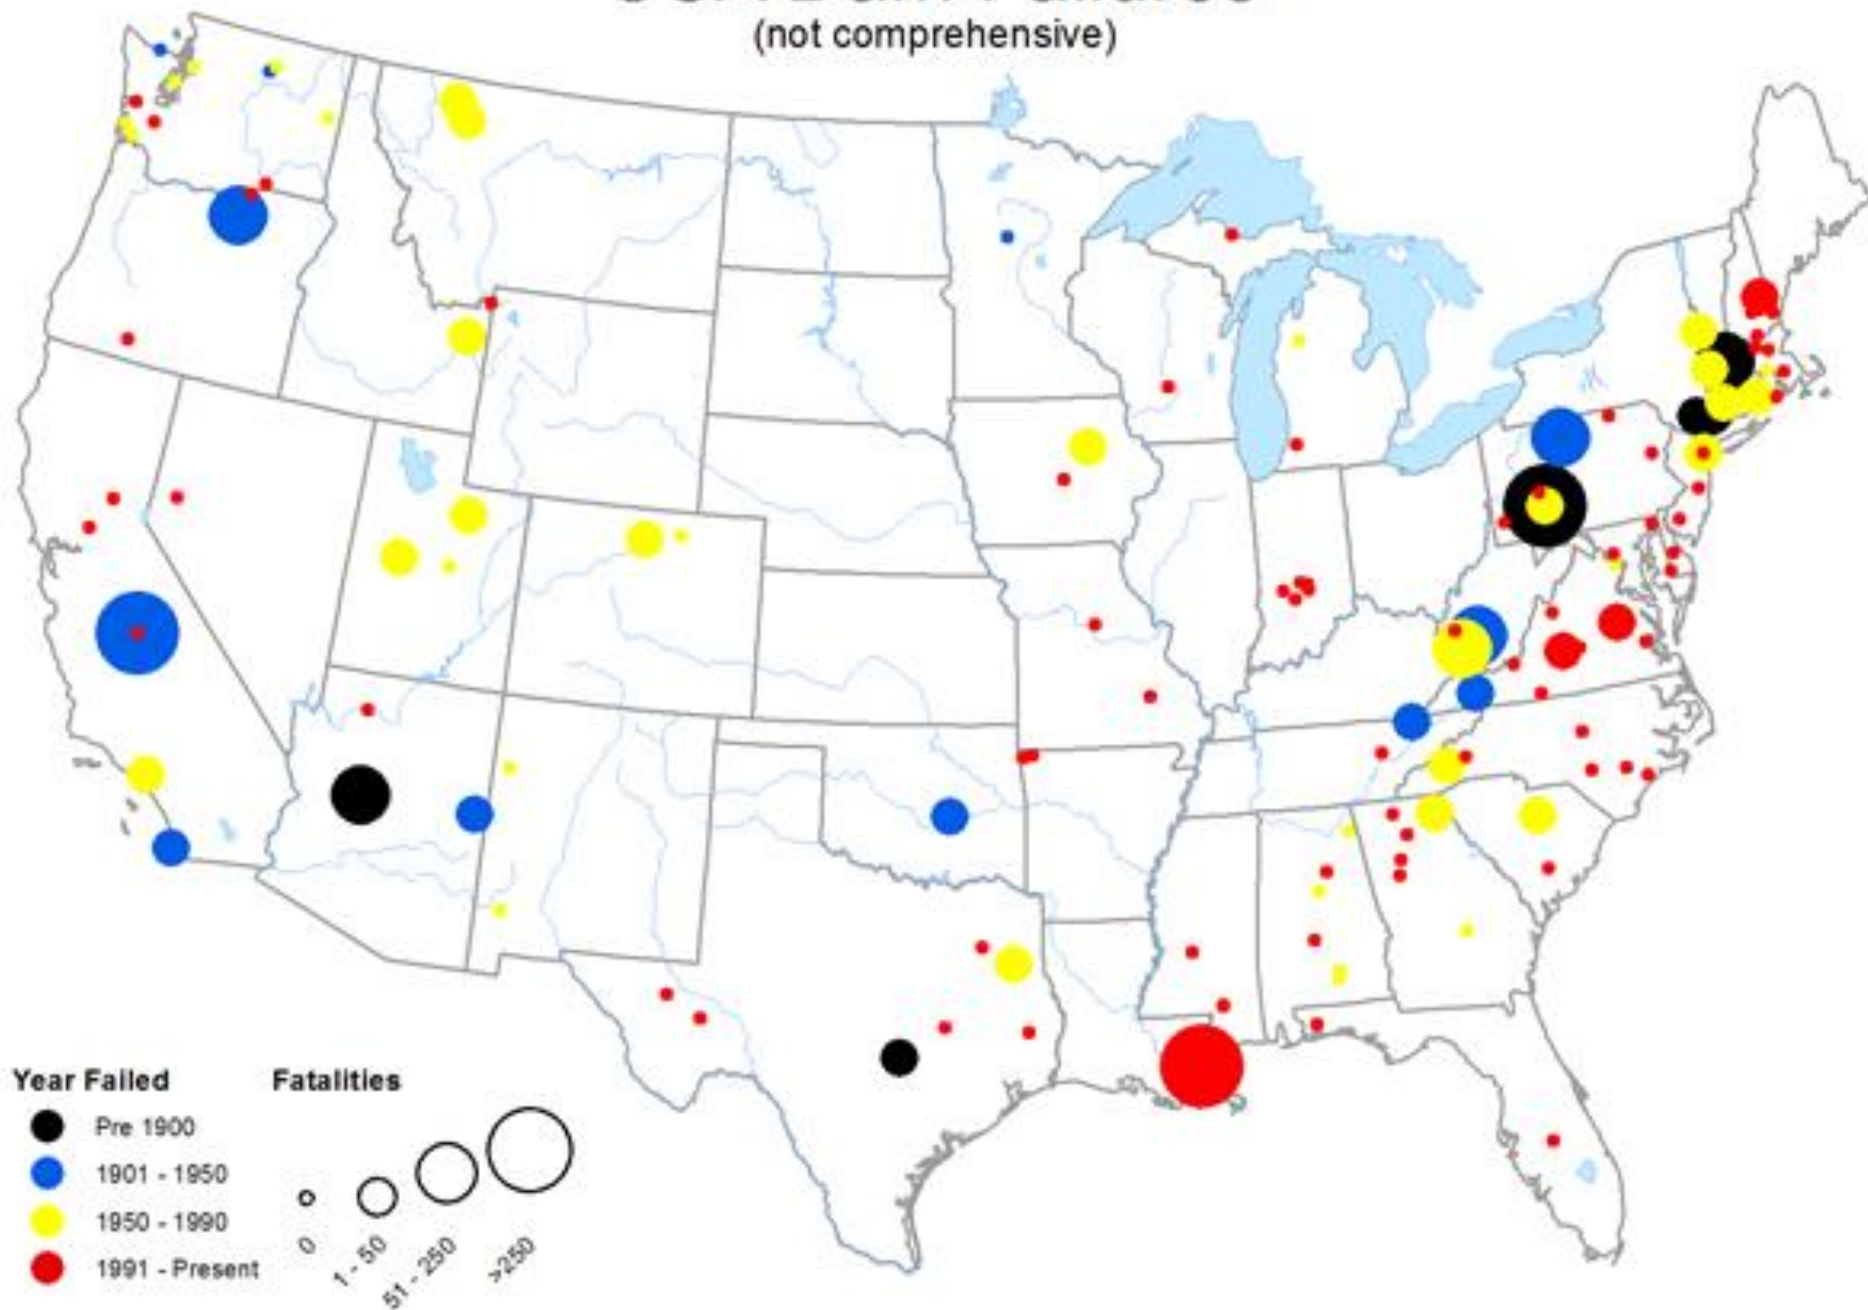 (not comprehensive)
Year Failed
Pre 1900
1901 - 1950
1950 - 1990
1991 - Present
Fatalities
0
1 - 50
51 - 250
>250